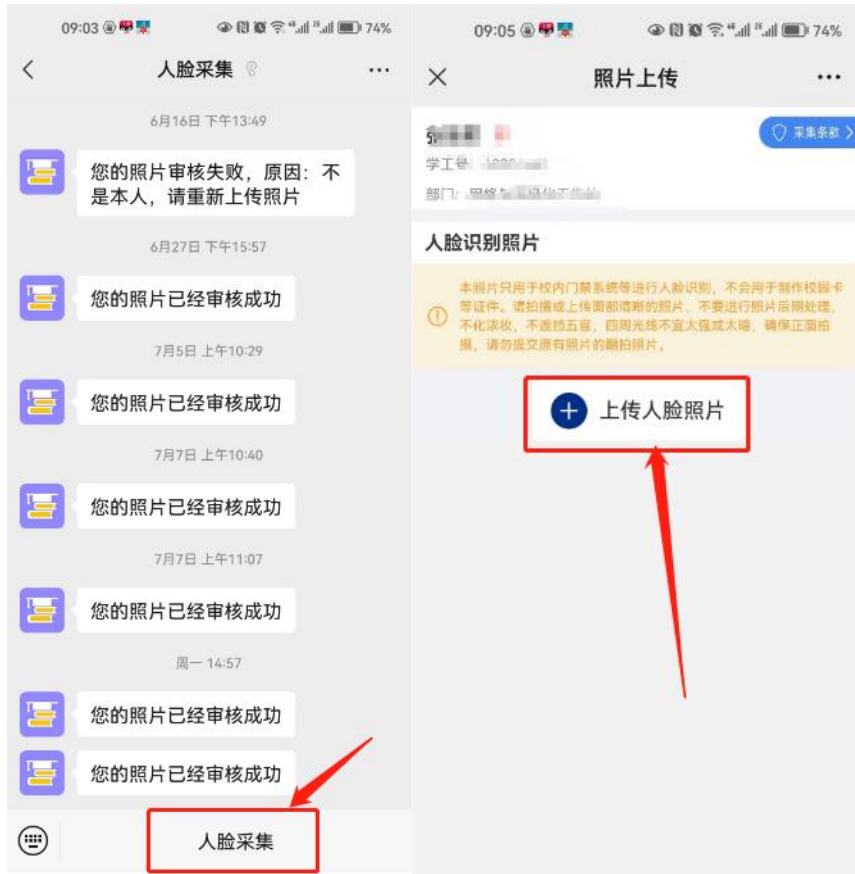 09:03
74%
人脸采集
6月16日 下午13:49
您的照片审核失败，原因：不
是本人，请重新上传照片
6月27日 下午15:57
您的照片已经审核成功
7月5日 上午10:29
您的照片已经审核成功
7月7日 上午10:40
您的照片已经审核成功
7月7日 上午11:07
您的照片已经审核成功
周一 14:57
您的照片已经审核成功
您的照片已经审核成功
人脸采集
09:05
74%
照片上传
采集条款
学工号
部门：
人脸识别照片
本照片只用于校内门禁系统等进行人脸识别，不会用于制作校园卡
等证件。请拍摄或上传面部清晰的照片，不要进行照片后期处理，
不化浓妆，不遮挡五官，四周光线不宜太强或太暗，确保正面拍
摄，请勿提交原有照片的翻拍照片。
上传人脸照片